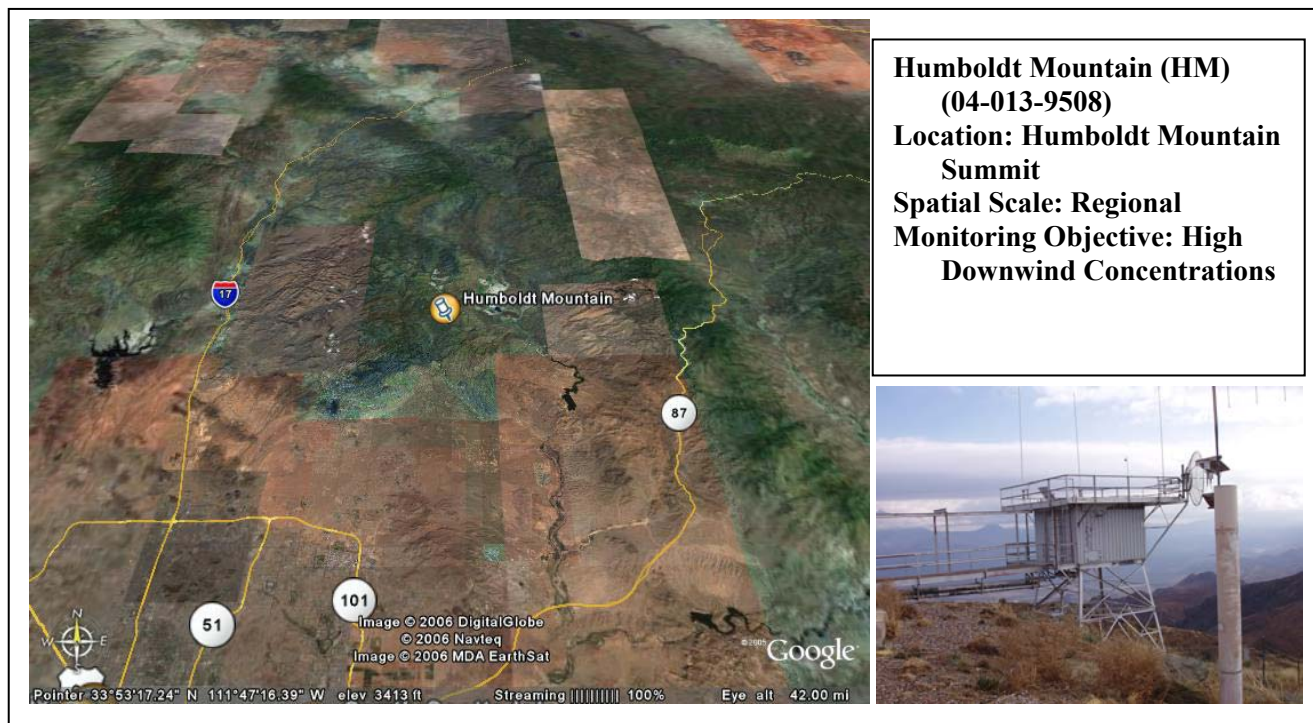 Humboldt Mountain (HM)
(04-013-9508)
Location: Humboldt Mountain
Summit
Spatial Scale: Regional
Monitoring Objective: High
Downwind Concentrations
17
Humboldt Mountain
87
101
51
Image © 2006 DigitalGlobe
© 2006 Navteq
Image © 2006 MDA EarthSat
N
W E
©2005 Google
Pointer 33°53'17.24" N 111°47'16.39" W elev 3413 ft Streaming |||||||||| 100% Eye alt 42.00 mi